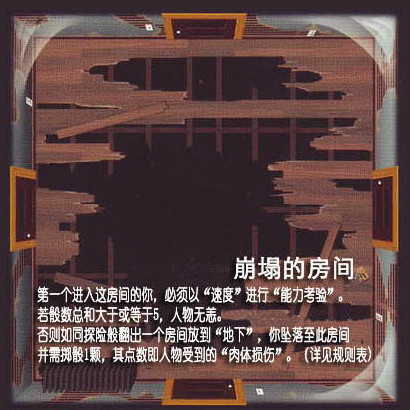 崩塌的房间
第一个进入这房间的你，必须以“速度”进行“能力考验”。
若骰数总和大于或等于5，人物无恙。
否则如同探险般翻出一个房间放到“地下”，你坠落至此房间
并需掷骰1颗，其点数即人物受到的“肉体损伤”。（详见规则表）